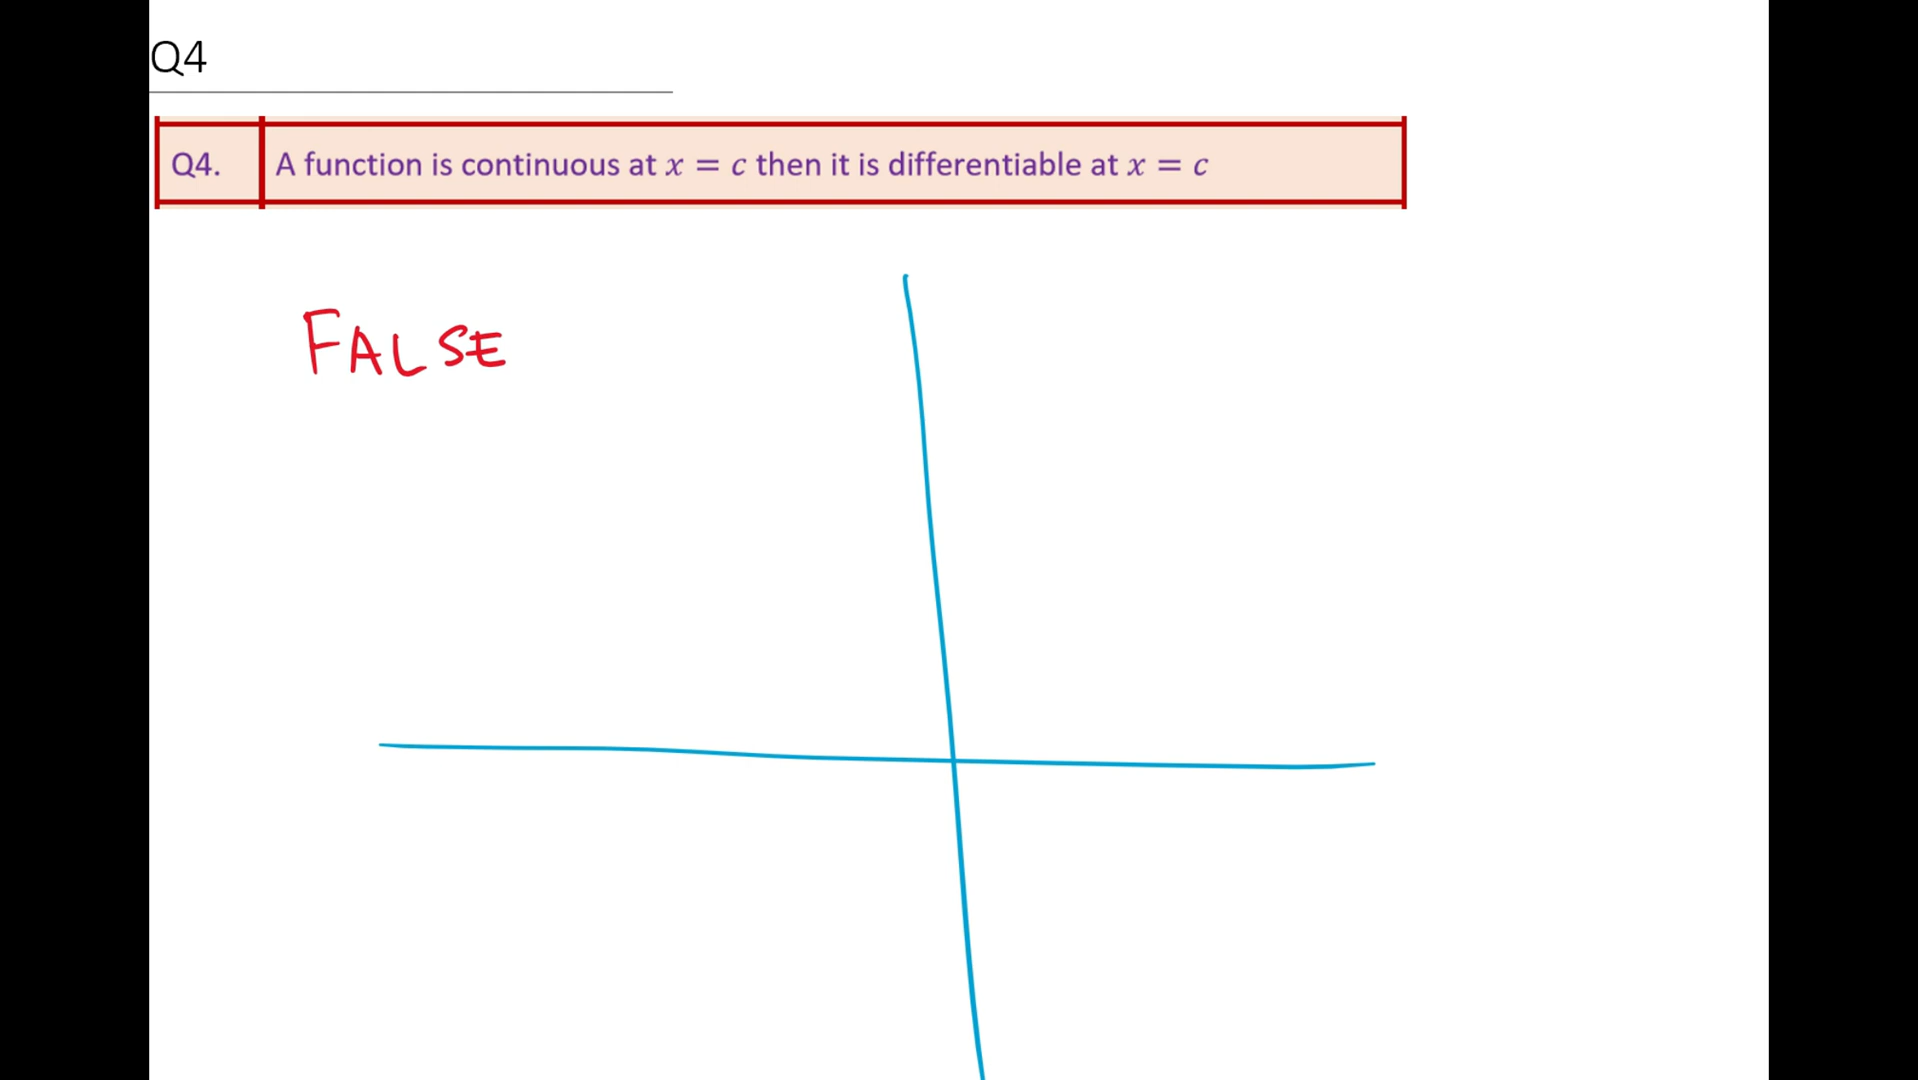 Q4
Q4. A function is continuous at x = c then it is differentiable at x = c
FALSE